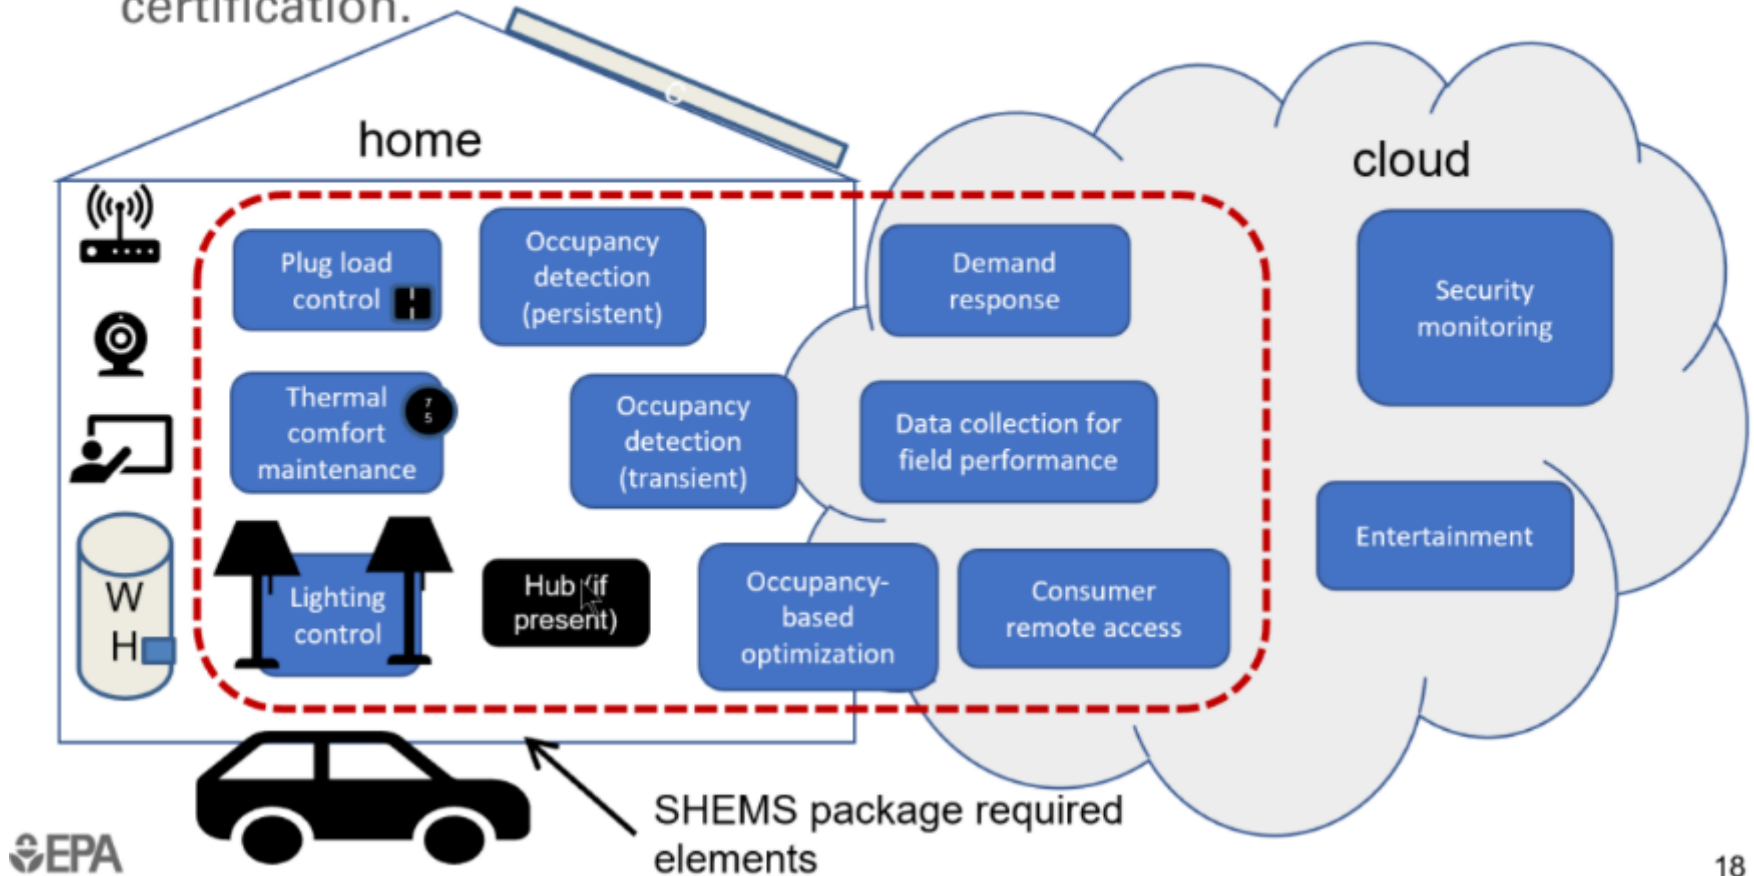 certification.
home
cloud
Plug load
control
Occupancy
detection
(persistent)
Demand
response
Security
monitoring
Thermal
comfort
maintenance
7
5
Occupancy
detection
(transient)
Data collection for
field performance
Entertainment
W
H
Lighting
control
Hub (if
present)
Occupancy-
based
optimization
Consumer
remote access
C
SHEMS package required
elements
EPA
18